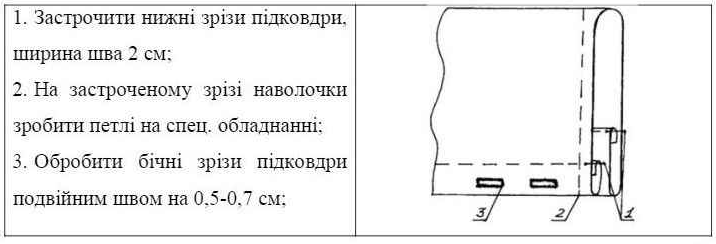 1. Застрочити нижні зрізи підковдри,
ширина шва 2 см;
2. На застроченому зрізі наволочки
зробити петлі на спец. обладнанні;
3. Обробити бічні зрізи підковдри
подвійним швом на 0,5-0,7 см;
3 2 1